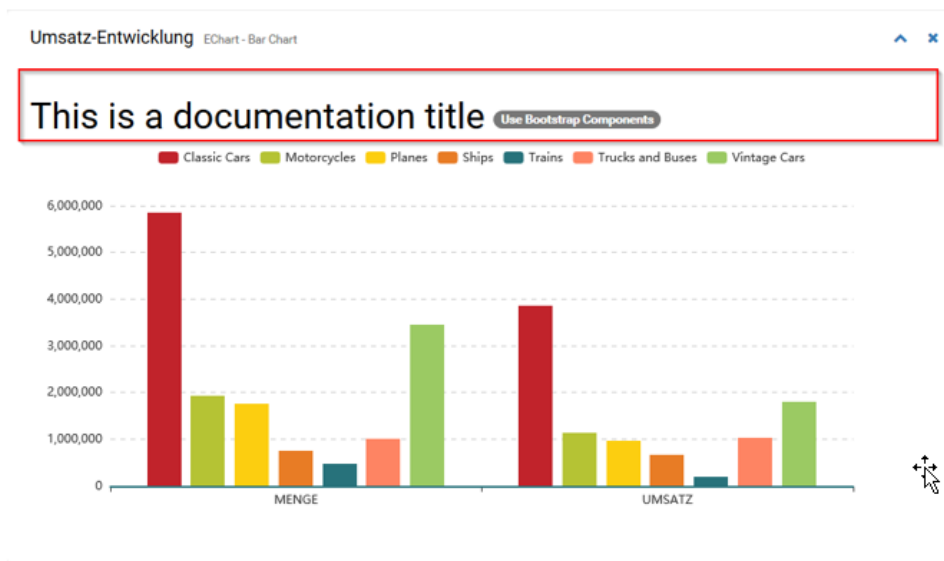 Umsatz-Entwicklung EChart - Bar Chart
This is a documentation title Use Bootstrap Components
Classic Cars Motorcycles Planes Ships Trains Trucks and Buses Vintage Cars
6,000,000
5,000,000
4,000,000
3,000,000
2,000,000
1,000,000
0
MENGE UMSATZ